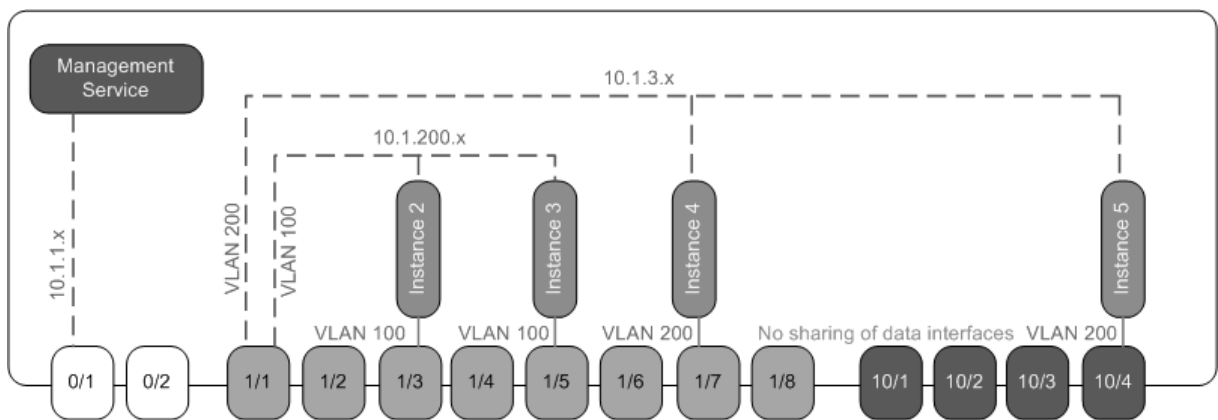 Management
Service
10.1.3.x
10.1.200.x
10.1.1.x
VLAN 200
VLAN 100
Instance 2
Instance 3
Instance 4
Instance 5
VLAN 100
VLAN 100
VLAN 200
No sharing of data interfaces
VLAN 200
0/1
0/2
1/1
1/2
1/3
1/4
1/5
1/6
1/7
1/8
10/1
10/2
10/3
10/4